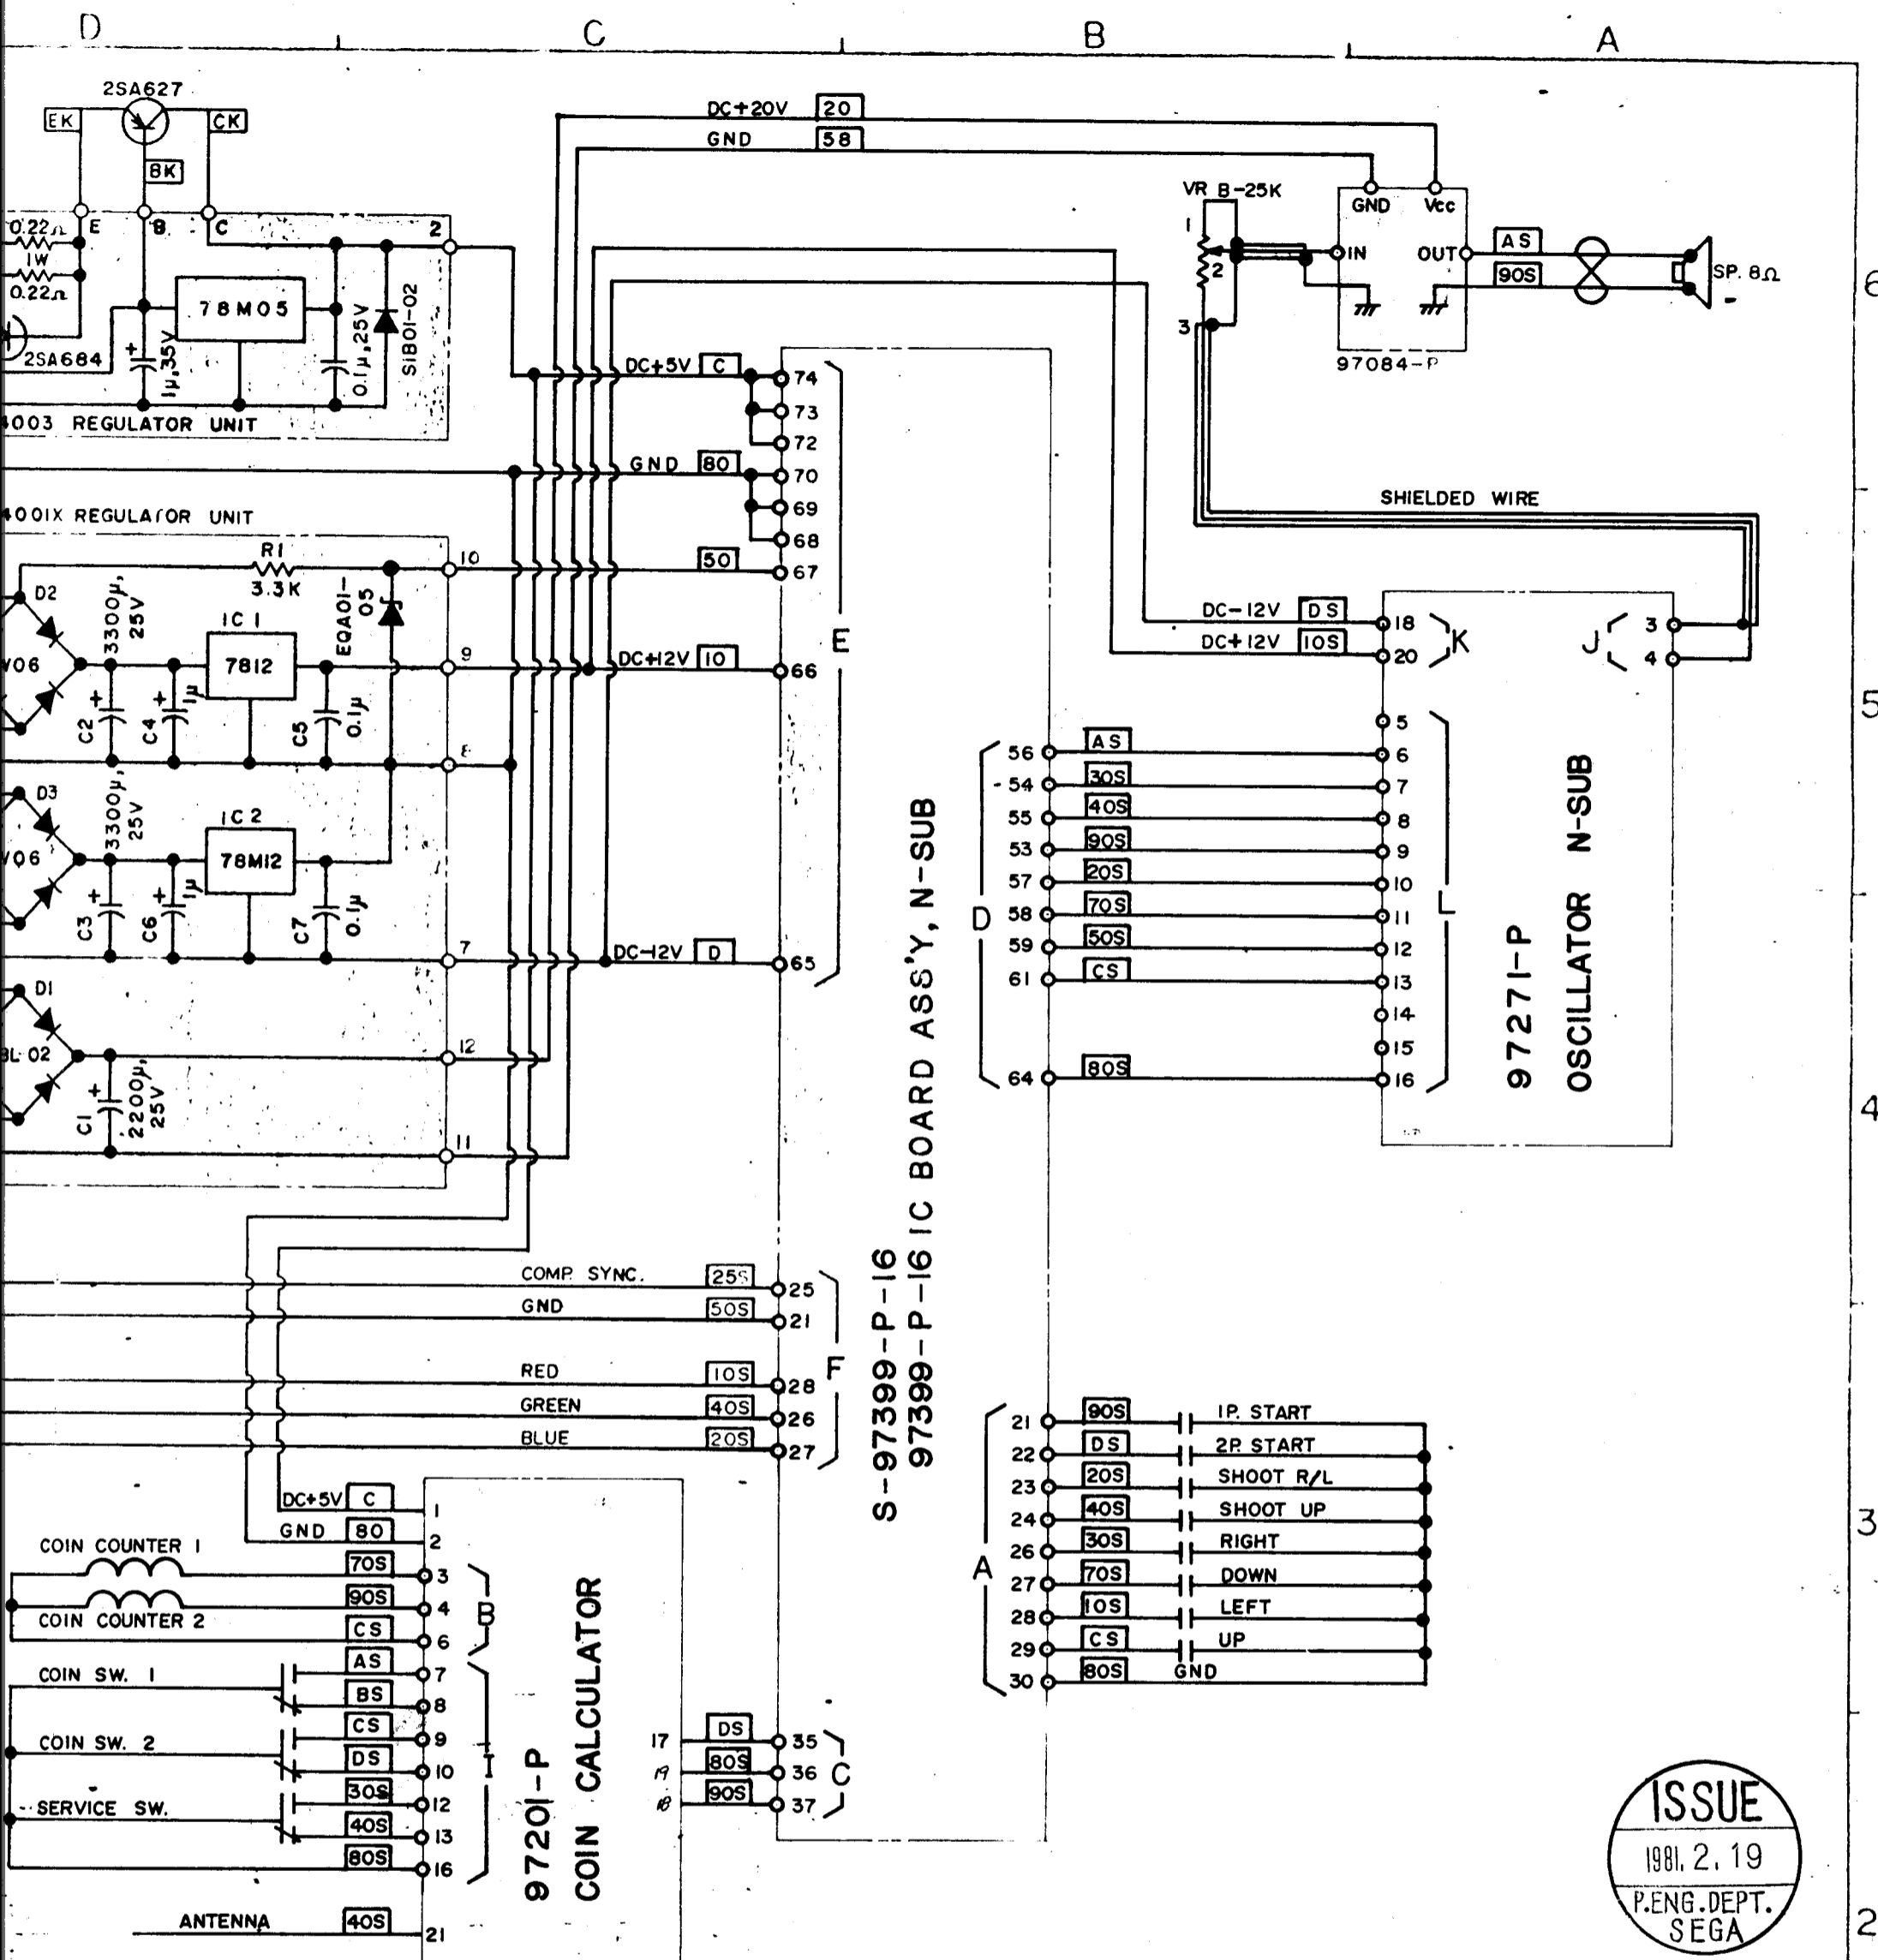 D C B A
2SA627
EK CK
BK
DC+20V 20
GND 58
E B C 2
0.22Ω
1W
0.22Ω
78M05
2SA684
1μ,35V
0.1μ,25V
SI801-02
4003 REGULATOR UNIT
VR B-25K
1
2
3
GND Vcc
IN OUT
97084-P
AS
90S
SP. 8Ω
6
DC+5V C 74
73
72
GND 80 70
69
68
50 67
E
DC+12V 10 66
DC-12V D 65
SHIELDED WIRE
4001X REGULATOR UNIT
R1
3.3K
10
EQA01-05
D2
3300μ,
25V
IC1
7812
V06
C2 C4 1μ C5 0.1μ
9
8
D3
3300μ,
25V
IC2
78M12
V06
C3 C6 1μ C7 0.1μ
7
D1
BL02
C1
2200μ,
25V
12
11
DC-12V DS 18
DC+12V 10S 20
K
J
3
4
5
5
56 AS 6
54 30S 7
55 40S 8
53 90S 9
57 20S 10
58 70S 11
59 50S 12
61 CS 13
14
15
64 80S 16
D L
97271-P
OSCILLATOR N-SUB
4
S-97399-P-16
97399-P-16 IC BOARD ASS'Y, N-SUB
COMP. SYNC. 25S 25
GND 50S 21
RED 10S 28
GREEN 40S 26
BLUE 20S 27
F
21 90S 1P. START
22 DS 2P. START
23 20S SHOOT R/L
24 40S SHOOT UP
26 30S RIGHT
27 70S DOWN
28 10S LEFT
29 CS UP
30 80S GND
A
3
DC+5V C 1
GND 80 2
COIN COUNTER 1 70S 3
90S 4
COIN COUNTER 2
CS 6
B
COIN SW. 1 AS 7
BS 8
CS 9
COIN SW. 2
DS 10
30S 12
SERVICE SW.
40S 13
80S 16
I
ANTENNA 40S 21
97201-P
COIN CALCULATOR
17 DS 35
19 80S 36
18 90S 37
C
ISSUE
1981. 2. 19
P.ENG.DEPT.
SEGA
2